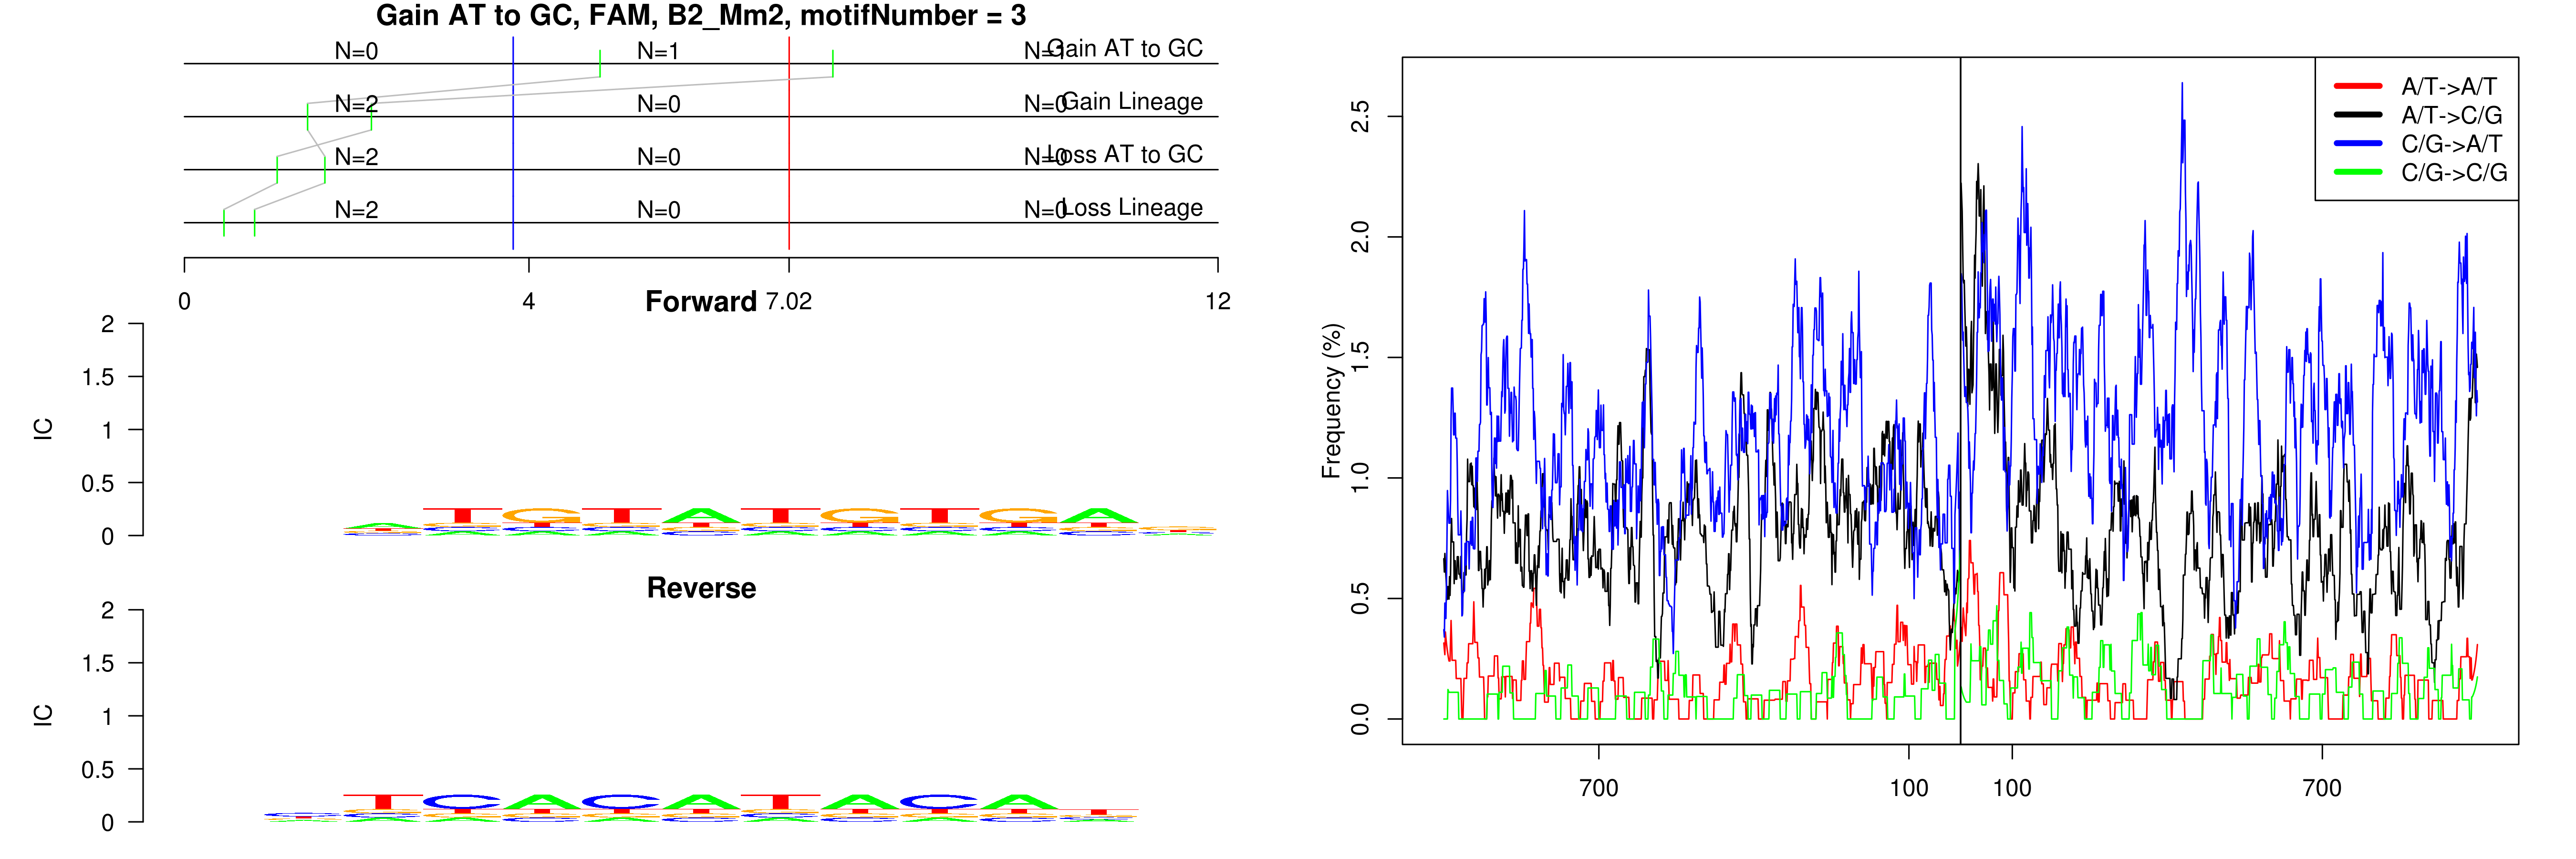 Gain AT to GC, FAM, B2_Mm2, motifNumber = 3
N=0 N=1 N=1 Gain AT to GC
N=2 N=0 N=0 Gain Lineage
N=2 N=0 N=0 Loss AT to GC
N=2 N=0 N=0 Loss Lineage
0 4 7.02 12
Forward
IC
2
1.5
1
0.5
0
TGTATGTGA
Reverse
IC
2
1.5
1
0.5
0
TCACATACA
Frequency (%)
2.5
2.0
1.5
1.0
0.5
0.0
700 100 100 700
A/T->A/T
A/T->C/G
C/G->A/T
C/G->C/G